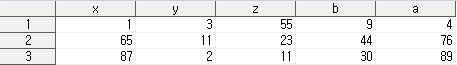 x y z b a
1 1 3 55 9 4
2 65 11 23 44 76
3 87 2 11 30 89